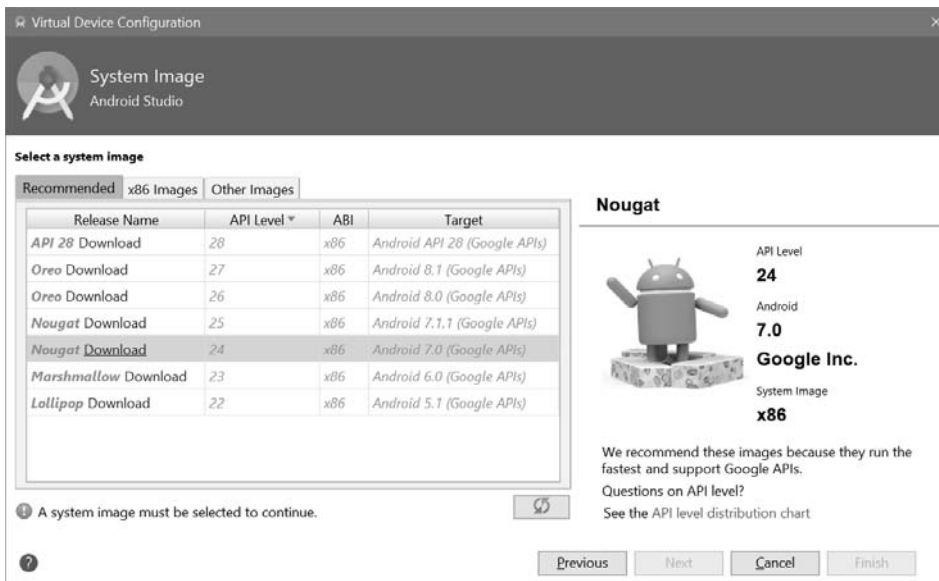 Virtual Device Configuration
System Image
Android Studio
Select a system image
Recommended x86 Images Other Images
Release Name API Level ABI Target
API 28 Download 28 x86 Android API 28 (Google APIs)
Oreo Download 27 x86 Android 8.1 (Google APIs)
Oreo Download 26 x86 Android 8.0 (Google APIs)
Nougat Download 25 x86 Android 7.1.1 (Google APIs)
Nougat Download 24 x86 Android 7.0 (Google APIs)
Marshmallow Download 23 x86 Android 6.0 (Google APIs)
Lollipop Download 22 x86 Android 5.1 (Google APIs)
A system image must be selected to continue.
Nougat
API Level
24
Android
7.0
Google Inc.
System Image
x86
We recommend these images because they run the
fastest and support Google APIs.
Questions on API level?
See the API level distribution chart
? Previous Next Cancel Finish